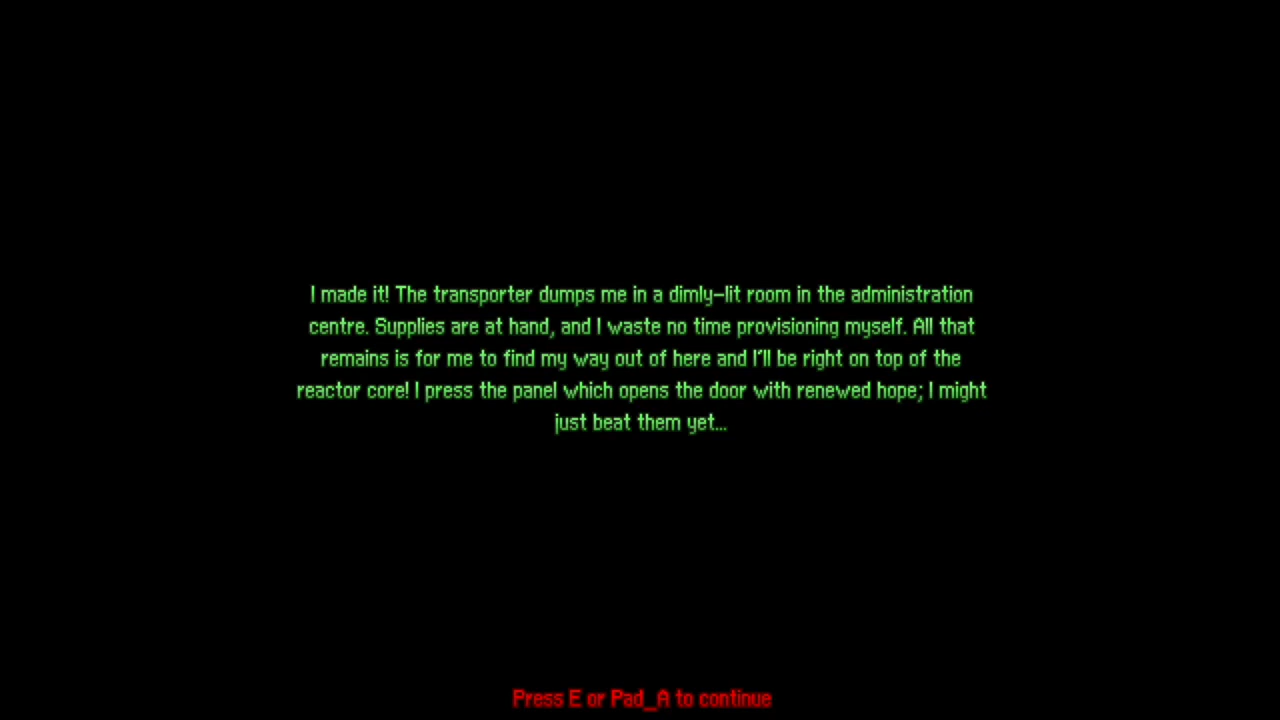 I made it! The transporter dumps me in a dimly-lit room in the administration
centre. Supplies are at hand, and I waste no time provisioning myself. All that
remains is for me to find my way out of here and I'll be right on top of the
reactor core! I press the panel which opens the door with renewed hope; I might
just beat them yet...
Press E or Pad_A to continue